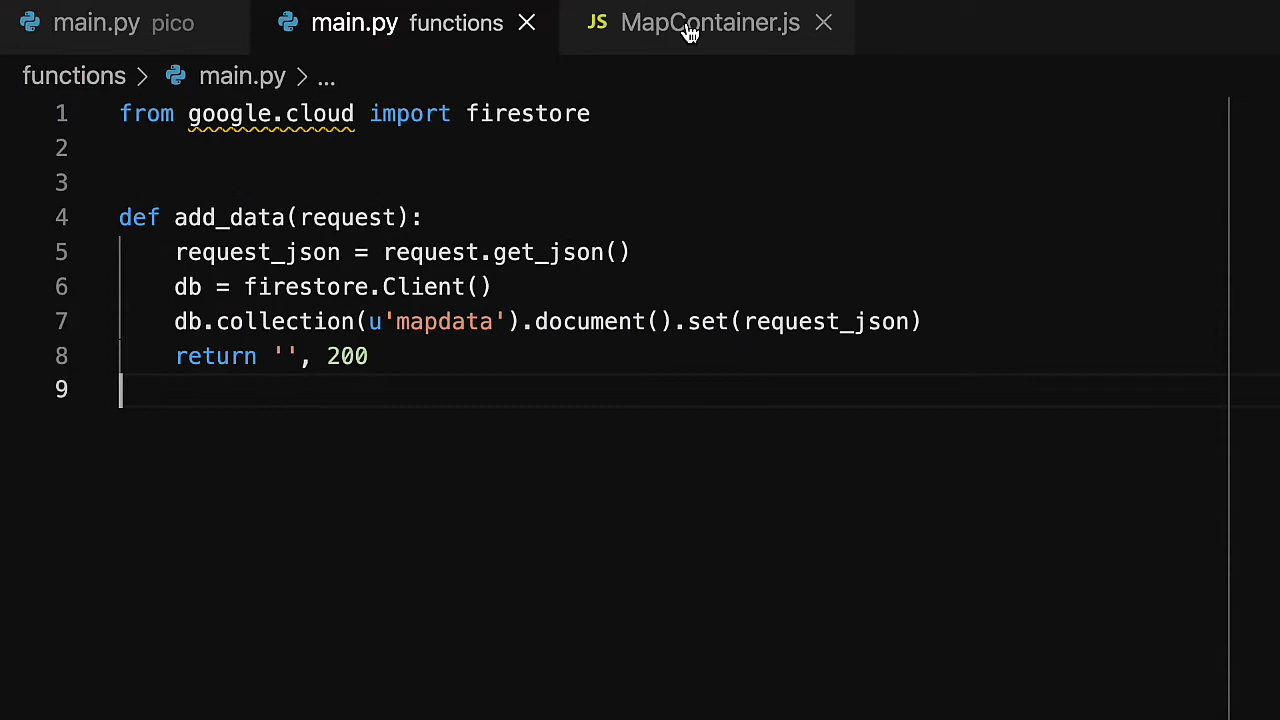 main.py pico main.py functions JS MapContainer.js
functions > main.py > ...
1 from google.cloud import firestore
2
3
4 def add_data(request):
5     request_json = request.get_json()
6     db = firestore.Client()
7     db.collection(u'mapdata').document().set(request_json)
8     return '', 200
9